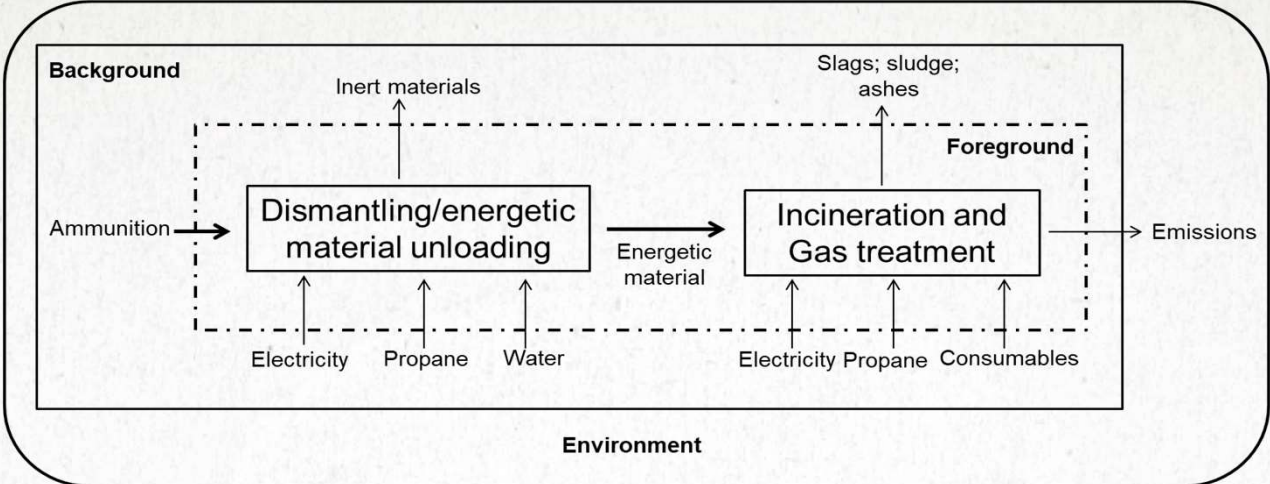 Background
Inert materials
Slags; sludge;
ashes
Foreground
Ammunition
Dismantling/energetic
material unloading
Energetic
material
Incineration and
Gas treatment
Emissions
Electricity
Propane
Water
Electricity
Propane
Consumables
Environment